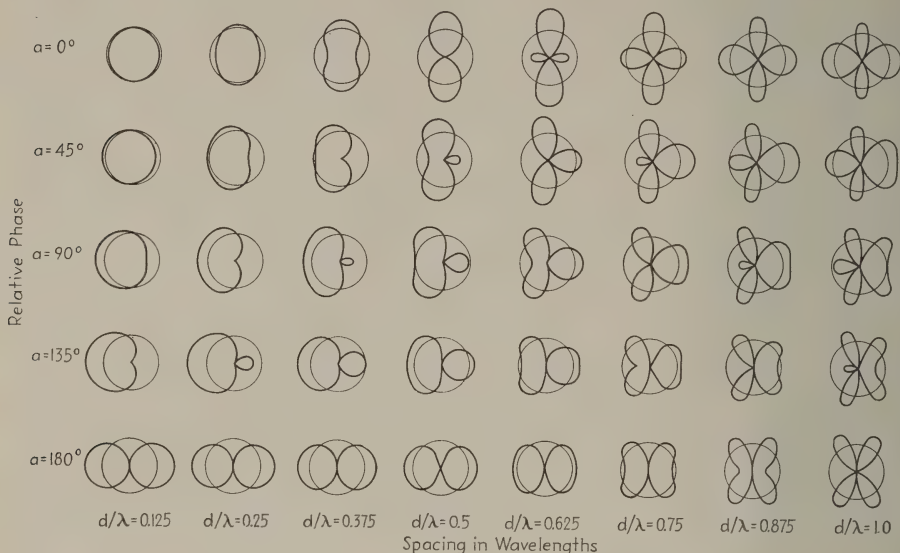 a=0°
a=45°
a=90°
a=135°
a=180°
Relative Phase
d/λ=0.125 d/λ=0.25 d/λ=0.375 d/λ=0.5 d/λ=0.625 d/λ=0.75 d/λ=0.875 d/λ=1.0
Spacing in Wavelengths